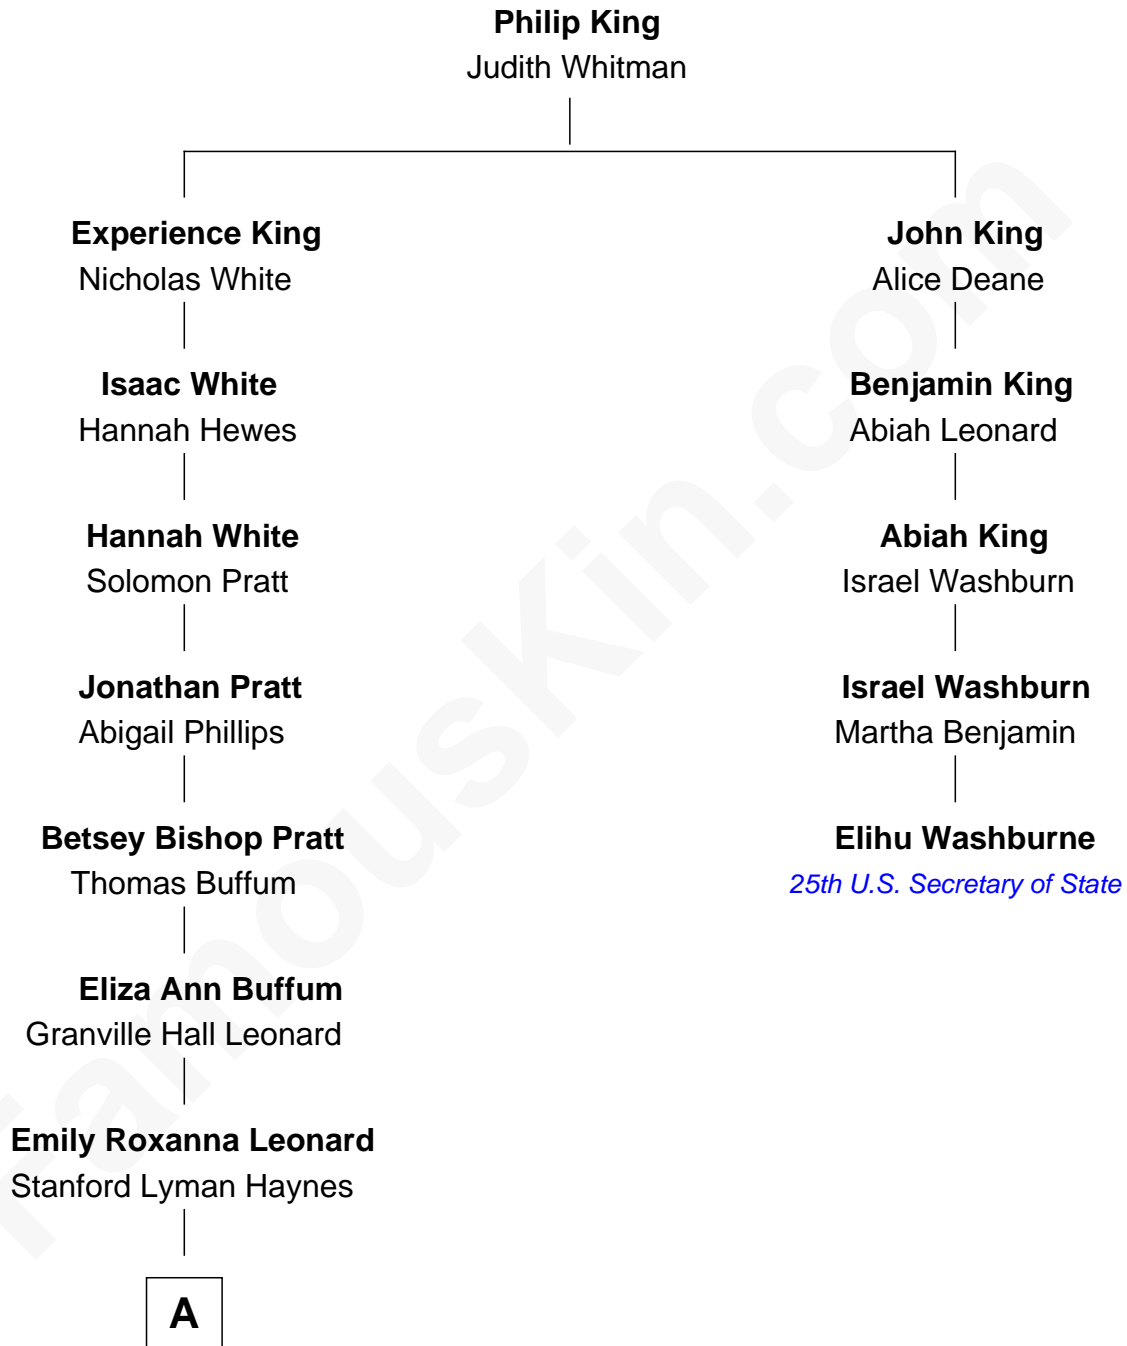 Philip King
Judith Whitman
Experience King
Nicholas White
John King
Alice Deane
Isaac White
Hannah Hewes
Benjamin King
Abiah Leonard
Hannah White
Solomon Pratt
Abiah King
Israel Washburn
Jonathan Pratt
Abigail Phillips
Israel Washburn
Martha Benjamin
Betsey Bishop Pratt
Thomas Buffum
Elihu Washburne
25th U.S. Secretary of State
Eliza Ann Buffum
Granville Hall Leonard
Emily Roxanna Leonard
Stanford Lyman Haynes
A
FamousKin.com